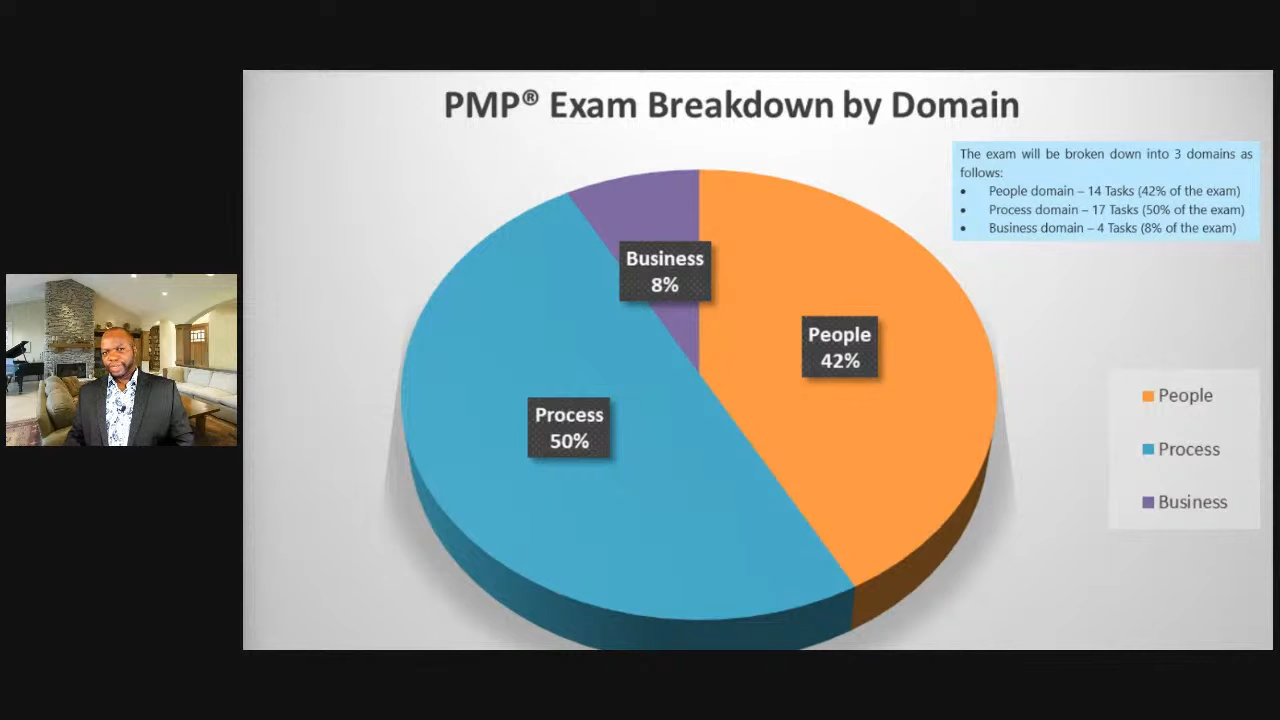 PMP® Exam Breakdown by Domain
The exam will be broken down into 3 domains as
follows:
• People domain – 14 Tasks (42% of the exam)
• Process domain – 17 Tasks (50% of the exam)
• Business domain – 4 Tasks (8% of the exam)
Business
8%
People
42%
Process
50%
People
Process
Business